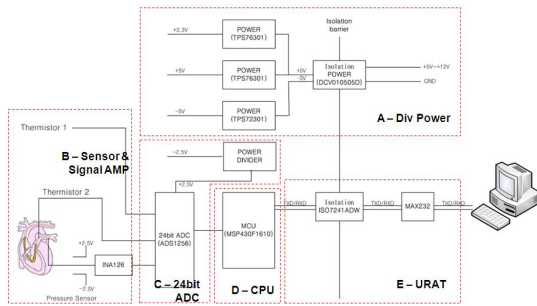 +3.3V
POWER
(TPS76301)
Isolation
barrier
+5V
POWER
(TPS76301)
+5V
-5V
Isolation
POWER
(DCV010505D)
+5V~+12V
GND
-5V
POWER
(TPS72301)
A – Div Power
Thermistor 1
B – Sensor &
Signal AMP
-2.5V
POWER
DIVIDER
+2.5V
Thermistor 2
24bit ADC
(ADS1256)
MCU
(MSP430F1610)
TXD/RXD
Isolation
ISO7241ADW
TXD/RXD
MAX232
TXD/RXD
+2.5V
INA126
-2.5V
Pressure Sensor
C – 24bit
ADC
D – CPU
E – URAT